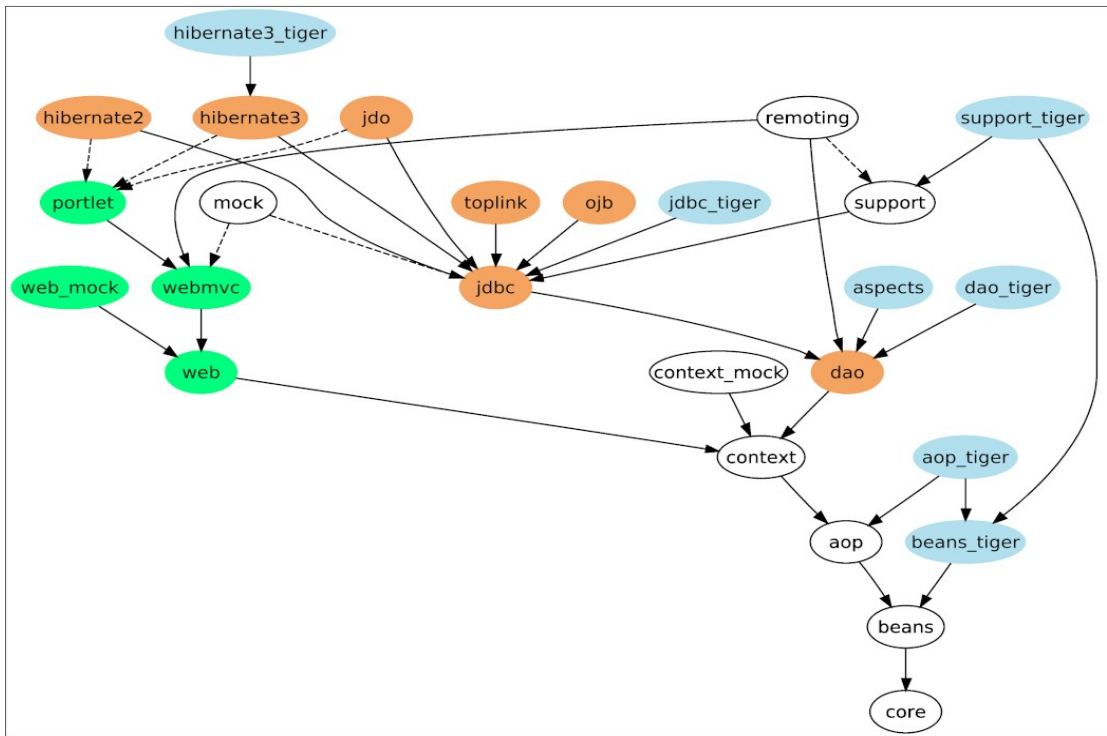 hibernate3_tiger
hibernate2
hibernate3
jdo
remoting
support_tiger
portlet
mock
toplink
ojb
jdbc_tiger
support
web_mock
webmvc
jdbc
aspects
dao_tiger
web
context_mock
dao
context
aop_tiger
aop
beans_tiger
beans
core